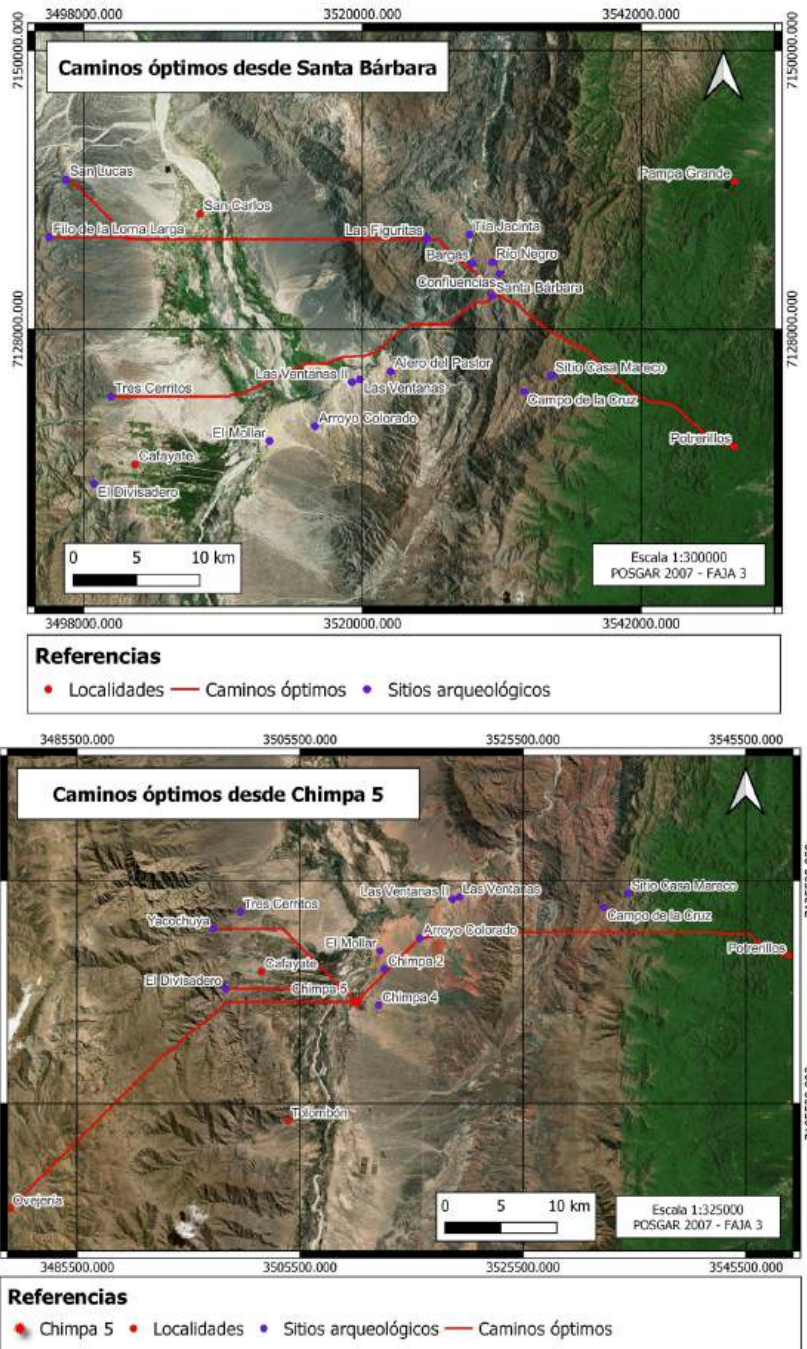 3498000.000 3520000.000 3542000.000
7150000.000 7150000.000
Caminos óptimos desde Santa Bárbara
San Lucas
Pampa Grande
San Carlos
Filo de la Loma Larga
Las Figuritas
Tila Jacinta
Bargas
Río Negro
Confluencias
Santa Bárbara
7128000.000 7128000.000
Las Ventanas II
Alero del Pastor
Las Ventanas
Sitio Casa Mareco
Tres Cerritos
Campo de la Cruz
Arroyo Colorado
El Mollar
Potrerillos
Cafayate
El Divisadero
0 5 10 km
Escala 1:300000
POSGAR 2007 - FAJA 3
3498000.000 3520000.000 3542000.000
Referencias
Localidades Caminos óptimos Sitios arqueológicos
3485500.000 3505500.000 3525500.000 3545500.000
Caminos óptimos desde Chimpa 5
Las Ventanas II
Las Ventanas
Sitio Casa Mareco
Tres Cerritos
Campo de la Cruz
Yacochuya
Arroyo Colorado
El Mollar
Potrerillos
Cafayate
Chimpa 2
El Divisadero
Chimpa 5
Chimpa 4
Tolombón
Ovejería
0 5 10 km
Escala 1:325000
POSGAR 2007 - FAJA 3
3485500.000 3505500.000 3525500.000 3545500.000
Referencias
Chimpa 5 Localidades Sitios arqueológicos Caminos óptimos